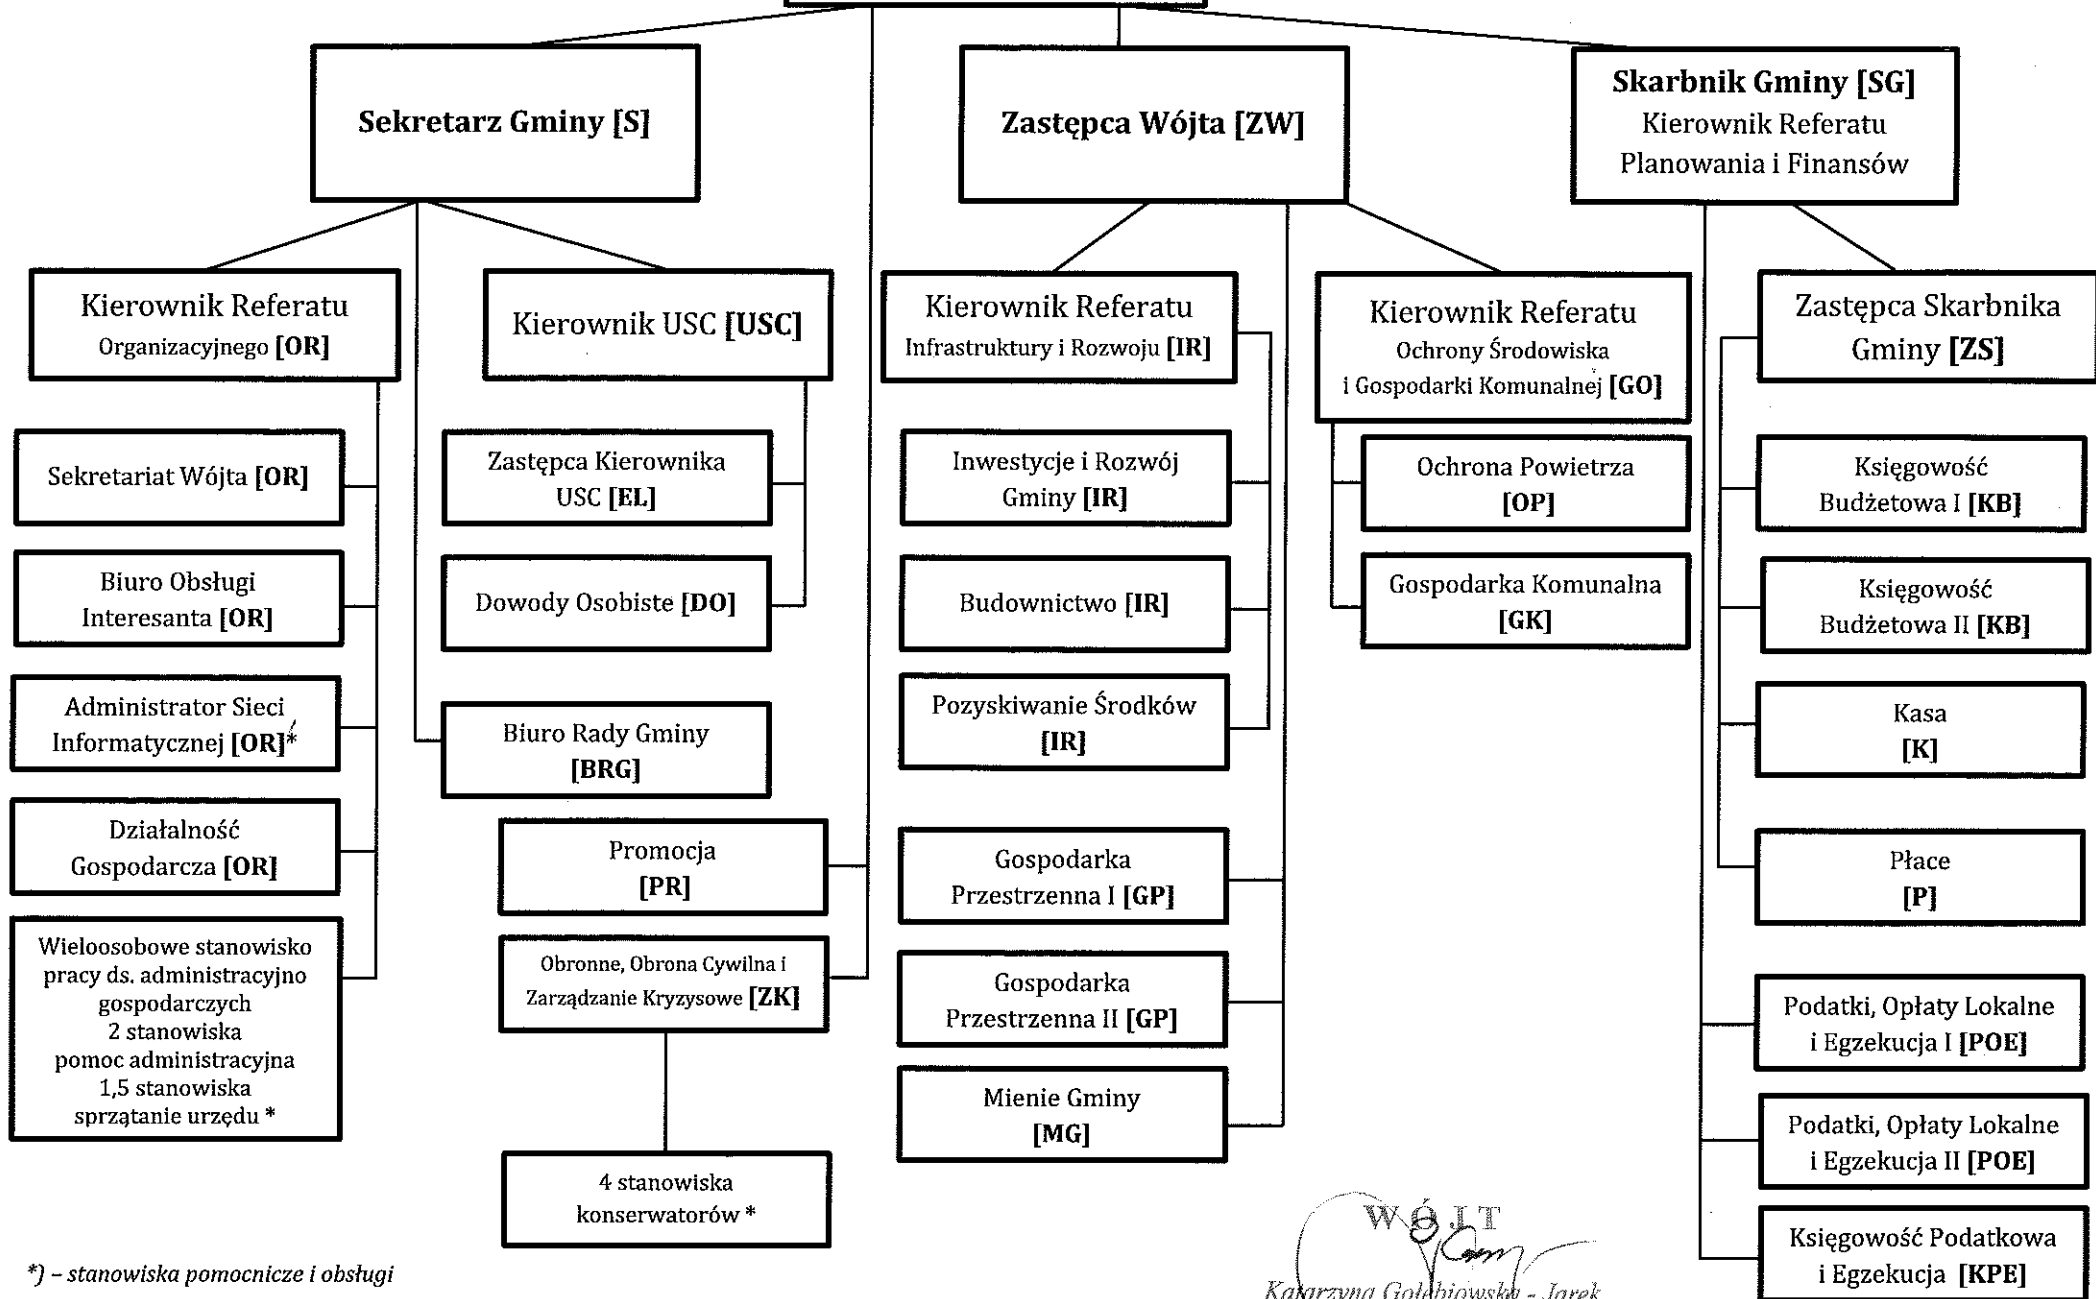 Sekretarz Gminy [S]
Zastępca Wójta [ZW]
Skarbnik Gminy [SG]
Kierownik Referatu
Planowania i Finansów
Kierownik Referatu
Organizacyjnego [OR]
Kierownik USC [USC]
Kierownik Referatu
Infrastruktury i Rozwoju [IR]
Kierownik Referatu
Ochrony Środowiska
i Gospodarki Komunalnej [GO]
Zastępca Skarbnika
Gminy [ZS]
Sekretariat Wójta [OR]
Biuro Obsługi
Interesanta [OR]
Administrator Sieci
Informatycznej [OR]*
Działalność
Gospodarcza [OR]
Wieloosobowe stanowisko
pracy ds. administracyjno
gospodarczych
2 stanowiska
pomoc administracyjna
1,5 stanowiska
sprzątanie urzędu *
Zastępca Kierownika
USC [EL]
Dowody Osobiste [DO]
Biuro Rady Gminy
[BRG]
Promocja
[PR]
Obronne, Obrona Cywilna i
Zarządzanie Kryzysowe [ZK]
4 stanowiska
konserwatorów *
Inwestycje i Rozwój
Gminy [IR]
Budownictwo [IR]
Pozyskiwanie Środków
[IR]
Gospodarka
Przestrzenna I [GP]
Gospodarka
Przestrzenna II [GP]
Mienie Gminy
[MG]
Ochrona Powietrza
[OP]
Gospodarka Komunalna
[GK]
Księgowość
Budżetowa I [KB]
Księgowość
Budżetowa II [KB]
Kasa
[K]
Płace
[P]
Podatki, Opłaty Lokalne
i Egzekucja I [POE]
Podatki, Opłaty Lokalne
i Egzekucja II [POE]
Księgowość Podatkowa
i Egzekucja [KPE]
*) – stanowiska pomocnicze i obsługi
WÓJT
Katarzyna Gołębiowska - Jarek